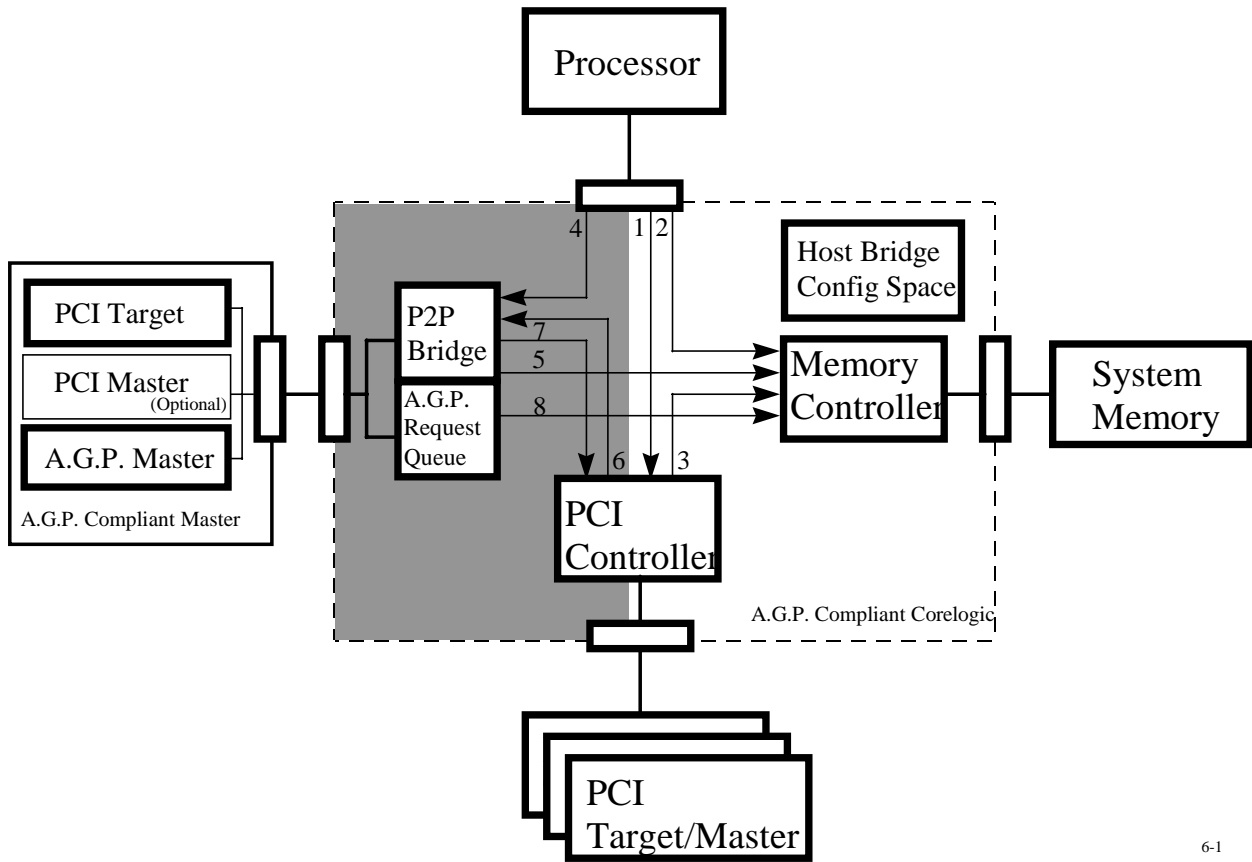 Processor
4
1
2
Host Bridge
Config Space
PCI Target
PCI Master
(Optional)
A.G.P. Master
A.G.P. Compliant Master
P2P
Bridge
7
5
A.G.P.
Request
Queue
8
Memory
Controller
System
Memory
6
3
PCI
Controller
A.G.P. Compliant Corelogic
PCI
Target/Master
6-1